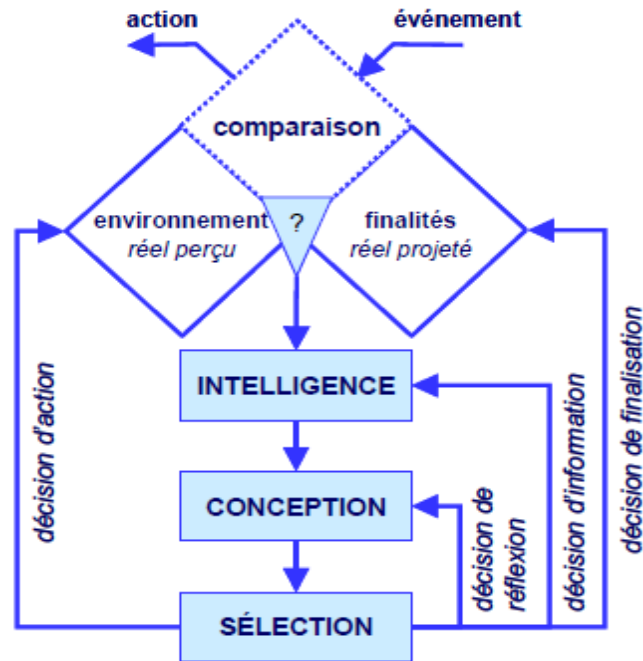 action
événement
comparaison
environnement
réel perçu
?
finalités
réel projeté
INTELLIGENCE
CONCEPTION
SÉLECTION
décision d'action
décision de
réflexion
décision d'information
décision de finalisation